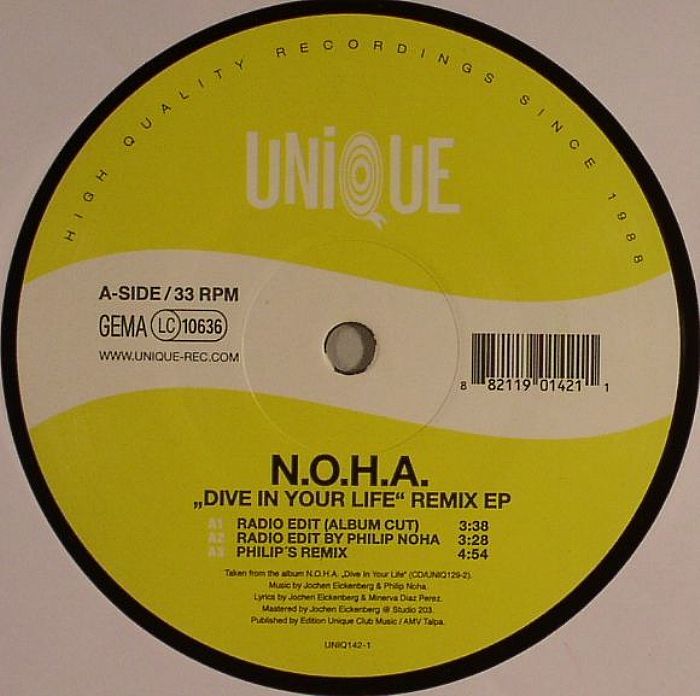 HIGH QUALITY RECORDINGS SINCE 1988
UNiQUE
A-SIDE / 33 RPM
GEMA LC 10636
WWW.UNIQUE-REC.COM
8 82119 01421 1
N.O.H.A.
„DIVE IN YOUR LIFE“ REMIX EP
A1 RADIO EDIT (ALBUM CUT) 3:38
A2 RADIO EDIT BY PHILIP NOHA 3:28
A3 PHILIP´S REMIX 4:54
Taken from the album N.O.H.A. „Dive In Your Life“ (CD/UNIQ129-2).
Music by Jochen Eickenberg & Philip Noha.
Lyrics by Jochen Eickenberg & Minerva Diaz Perez.
Mastered by Jochen Eickenberg @ Studio 203.
Published by Edition Unique Club Music / AMV Talpa.
UNIQ142-1